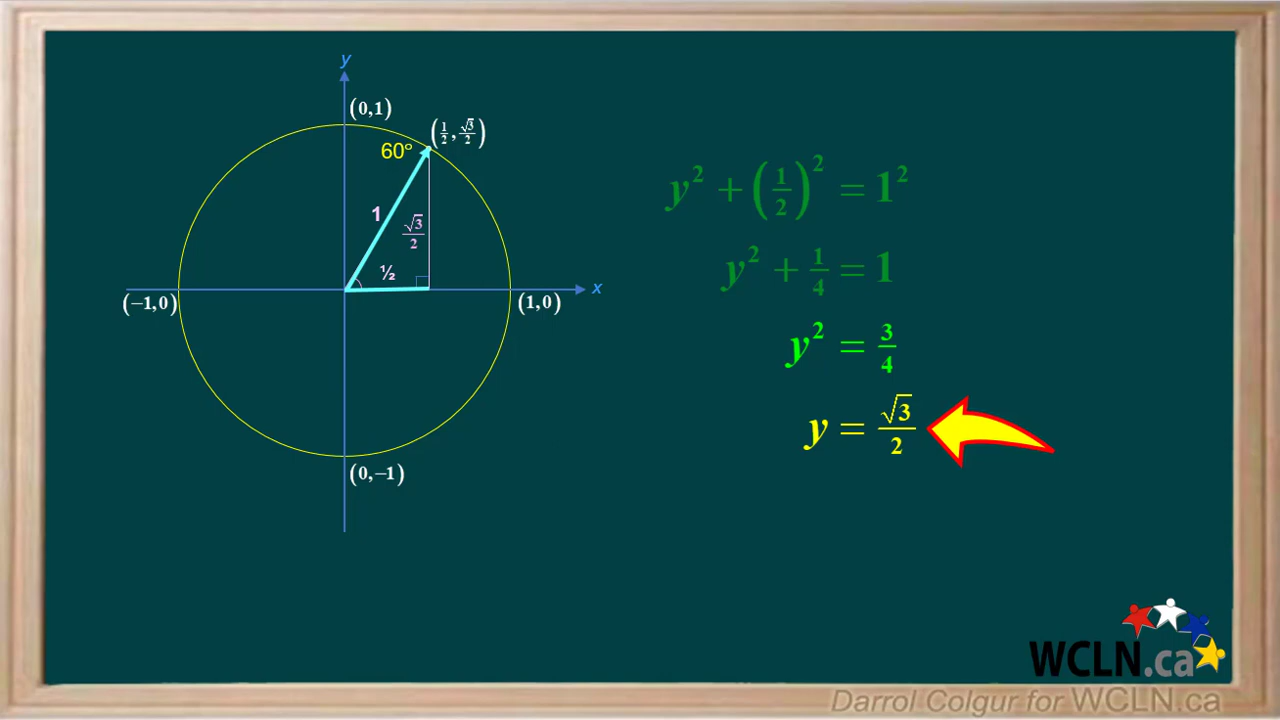 y
(0,1)
(1/2, √3/2)
60°
1
√3/2
½
x
(−1,0)
(1,0)
(0,−1)
y² + (1/2)² = 1²
y² + 1/4 = 1
y² = 3/4
y = √3/2
WCLN.ca
Darrol Colgur for WCLN.ca